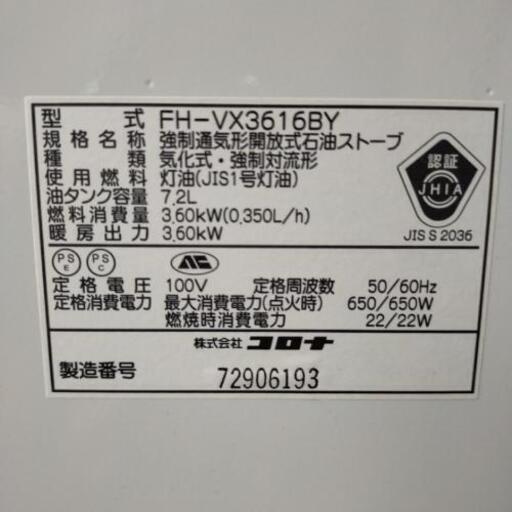 型式 FH-VX3616BY
規格名称 強制通気形開放式石油ストーブ
種類 気化式・強制対流形
使用燃料 灯油(JIS1号灯油)
油タンク容量 7.2L
燃料消費量 3.60kW(0.350L/h)
暖房出力 3.60kW
認証
JHIA
JIS S 2036
PS E PS C
定格電圧 100V 定格周波数 50/60Hz
定格消費電力 最大消費電力(点火時) 650/650W
燃焼時消費電力 22/22W
株式会社 コロナ
製造番号 72906193